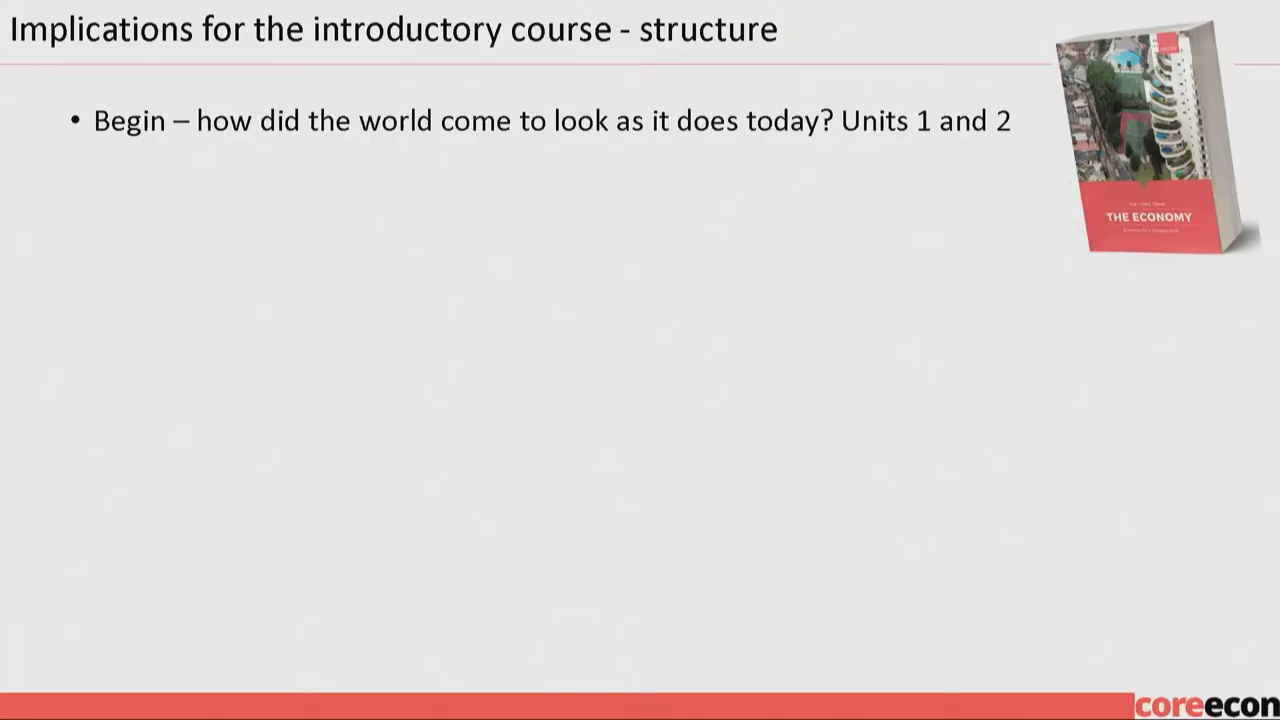 Implications for the introductory course - structure
• Begin – how did the world come to look as it does today? Units 1 and 2
THE ECONOMY
coreecon